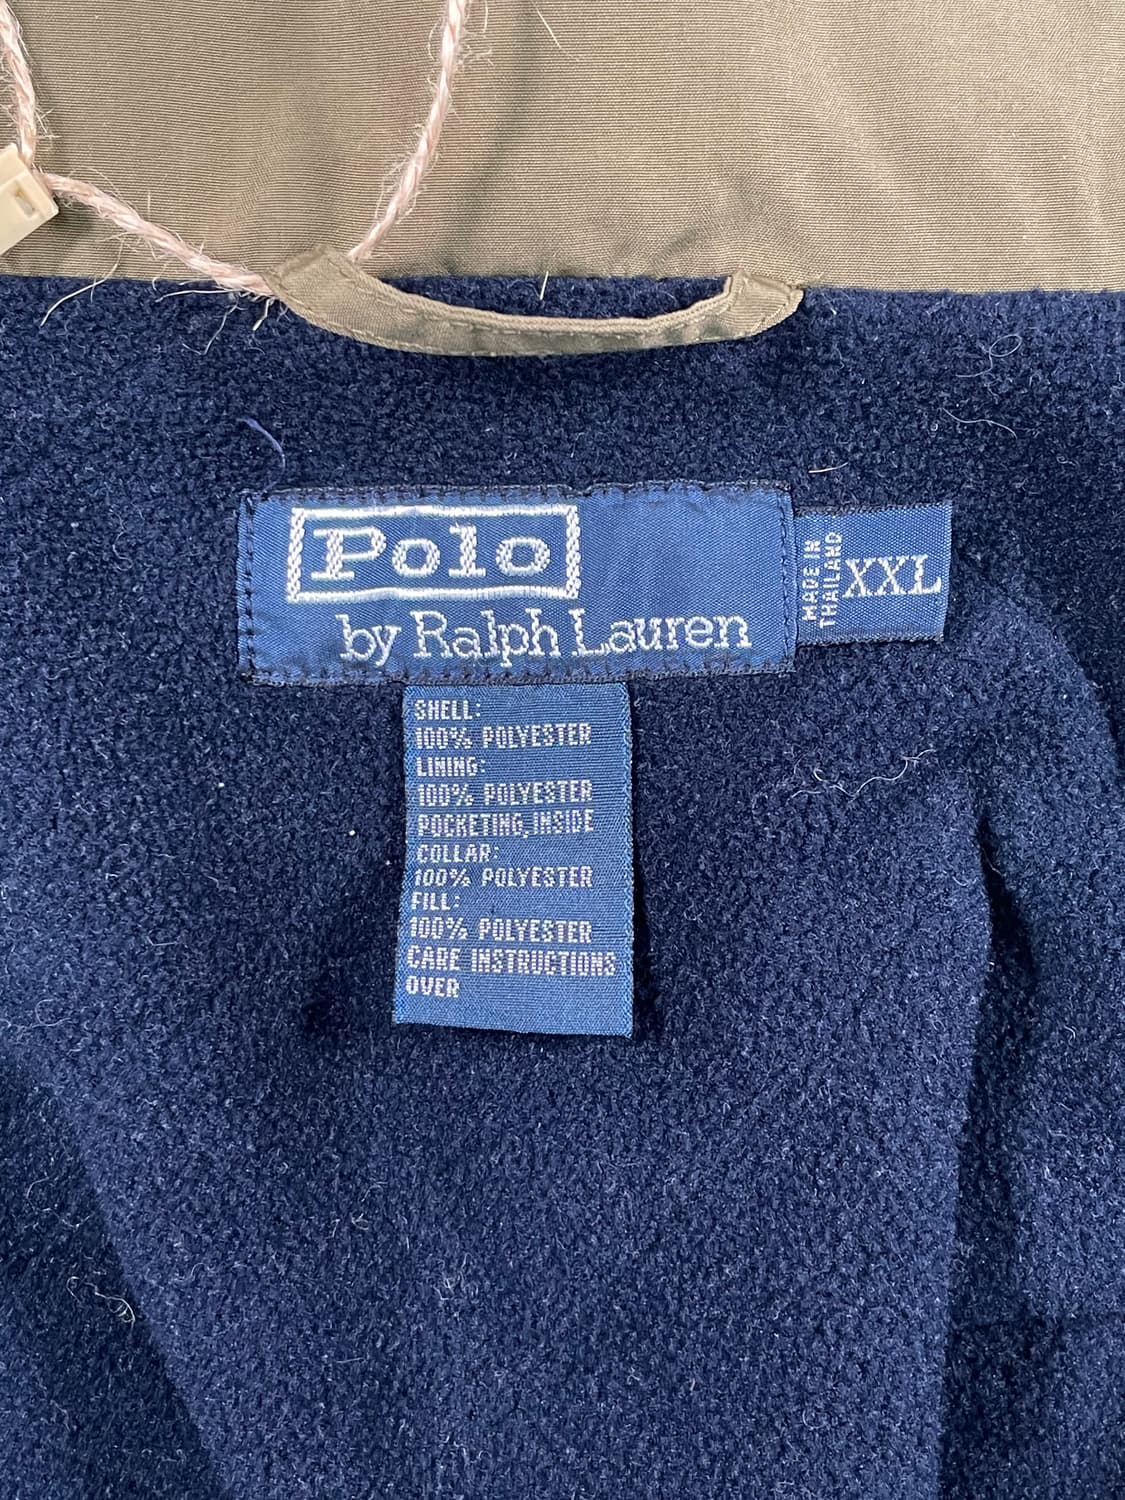 Polo
by Ralph Lauren
MADE IN
THAILAND
XXL
SHELL:
100% POLYESTER
LINING:
100% POLYESTER
POCKETING, INSIDE
COLLAR:
100% POLYESTER
FILL:
100% POLYESTER
CARE INSTRUCTIONS
OVER